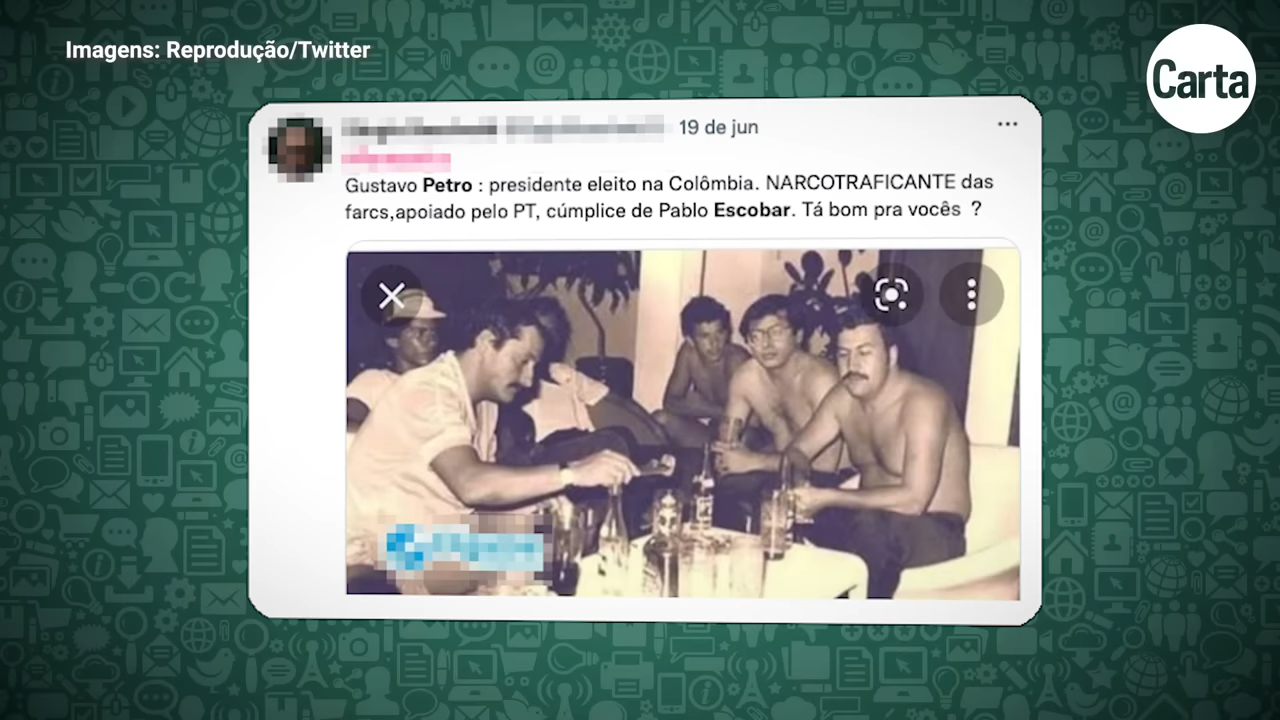 Imagens: Reprodução/Twitter
Carta
19 de jun
Gustavo Petro : presidente eleito na Colômbia. NARCOTRAFICANTE das
farcs,apoiado pelo PT, cúmplice de Pablo Escobar. Tá bom pra vocês ?